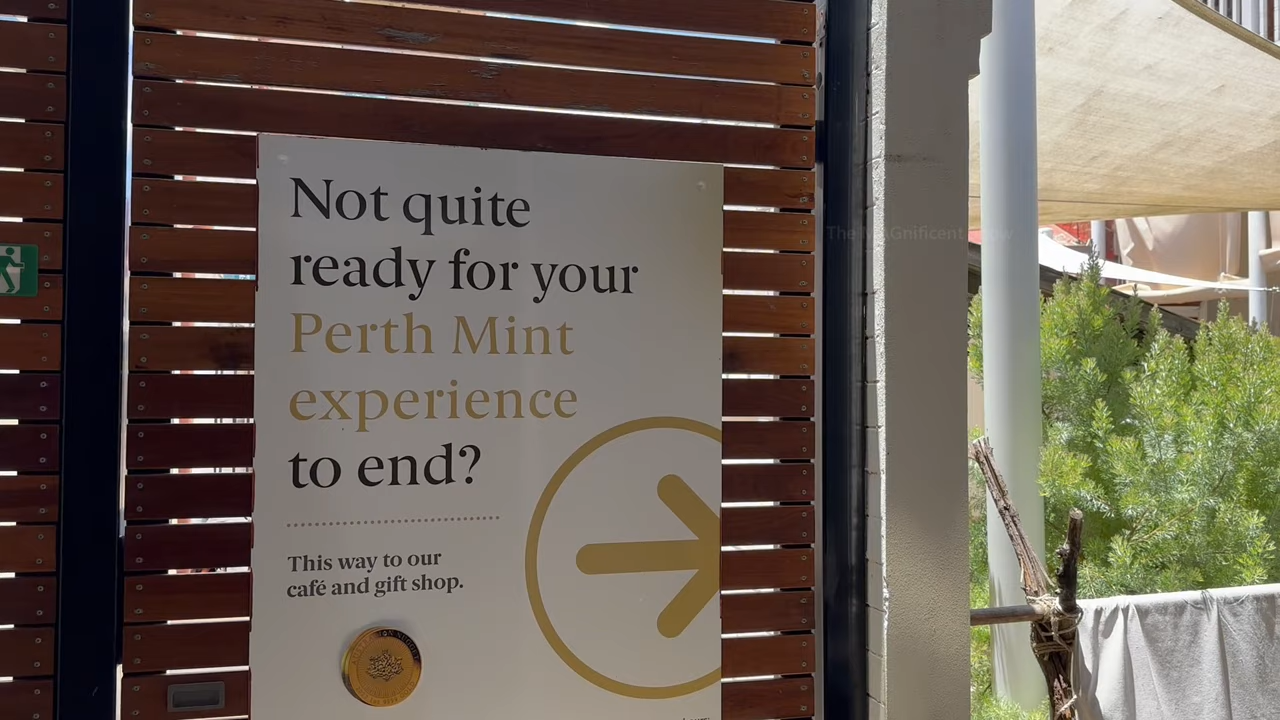 Not quite
ready for your
Perth Mint
experience
to end?
This way to our
café and gift shop.